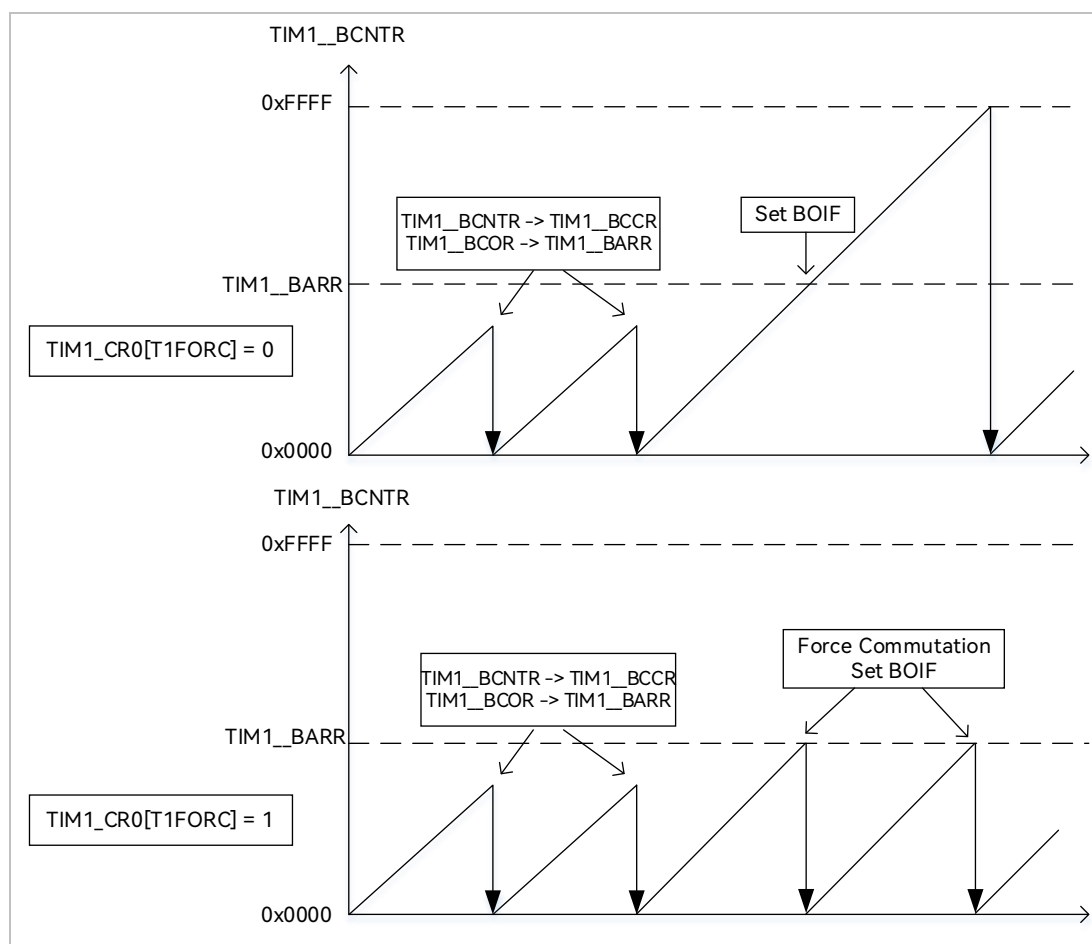 TIM1__BCNTR
0xFFFF
TIM1__BCNTR -> TIM1__BCCR
TIM1__BCOR -> TIM1__BARR
Set BOIF
TIM1__BARR
TIM1_CR0[T1FORC] = 0
0x0000
TIM1__BCNTR
0xFFFF
Force Commutation
Set BOIF
TIM1__BCNTR -> TIM1__BCCR
TIM1__BCOR -> TIM1__BARR
TIM1__BARR
TIM1_CR0[T1FORC] = 1
0x0000